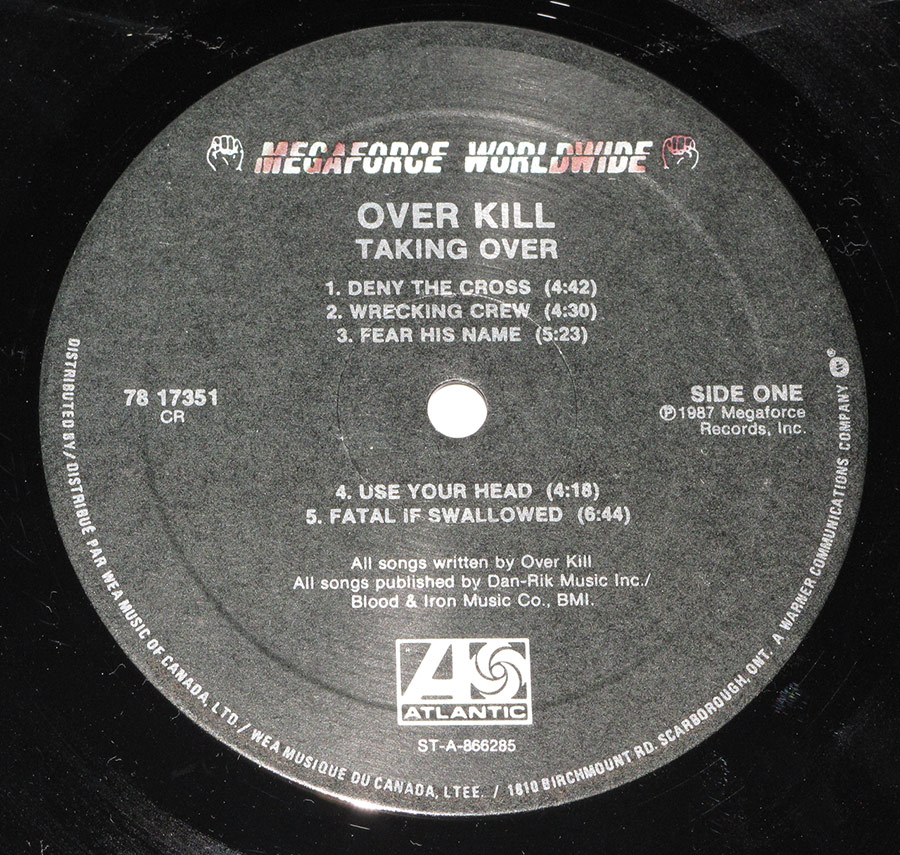 MEGAFORCE WORLDWIDE
OVER KILL
TAKING OVER
1. DENY THE CROSS (4:42)
2. WRECKING CREW (4:30)
3. FEAR HIS NAME (5:23)
78 17351
CR
SIDE ONE
℗1987 Megaforce
Records, Inc.
4. USE YOUR HEAD (4:18)
5. FATAL IF SWALLOWED (6:44)
All songs written by Over Kill
All songs published by Dan-Rik Music Inc./
Blood & Iron Music Co., BMI.
ATLANTIC
ST-A-866285
DISTRIBUTED BY/DISTRIBUÉ PAR WEA MUSIC OF CANADA, LTD./WEA MUSIQUE DU CANADA, LTEE. / 1810 BIRCHMOUNT RD. SCARBOROUGH, ONT. A WARNER COMMUNICATIONS COMPANY ®